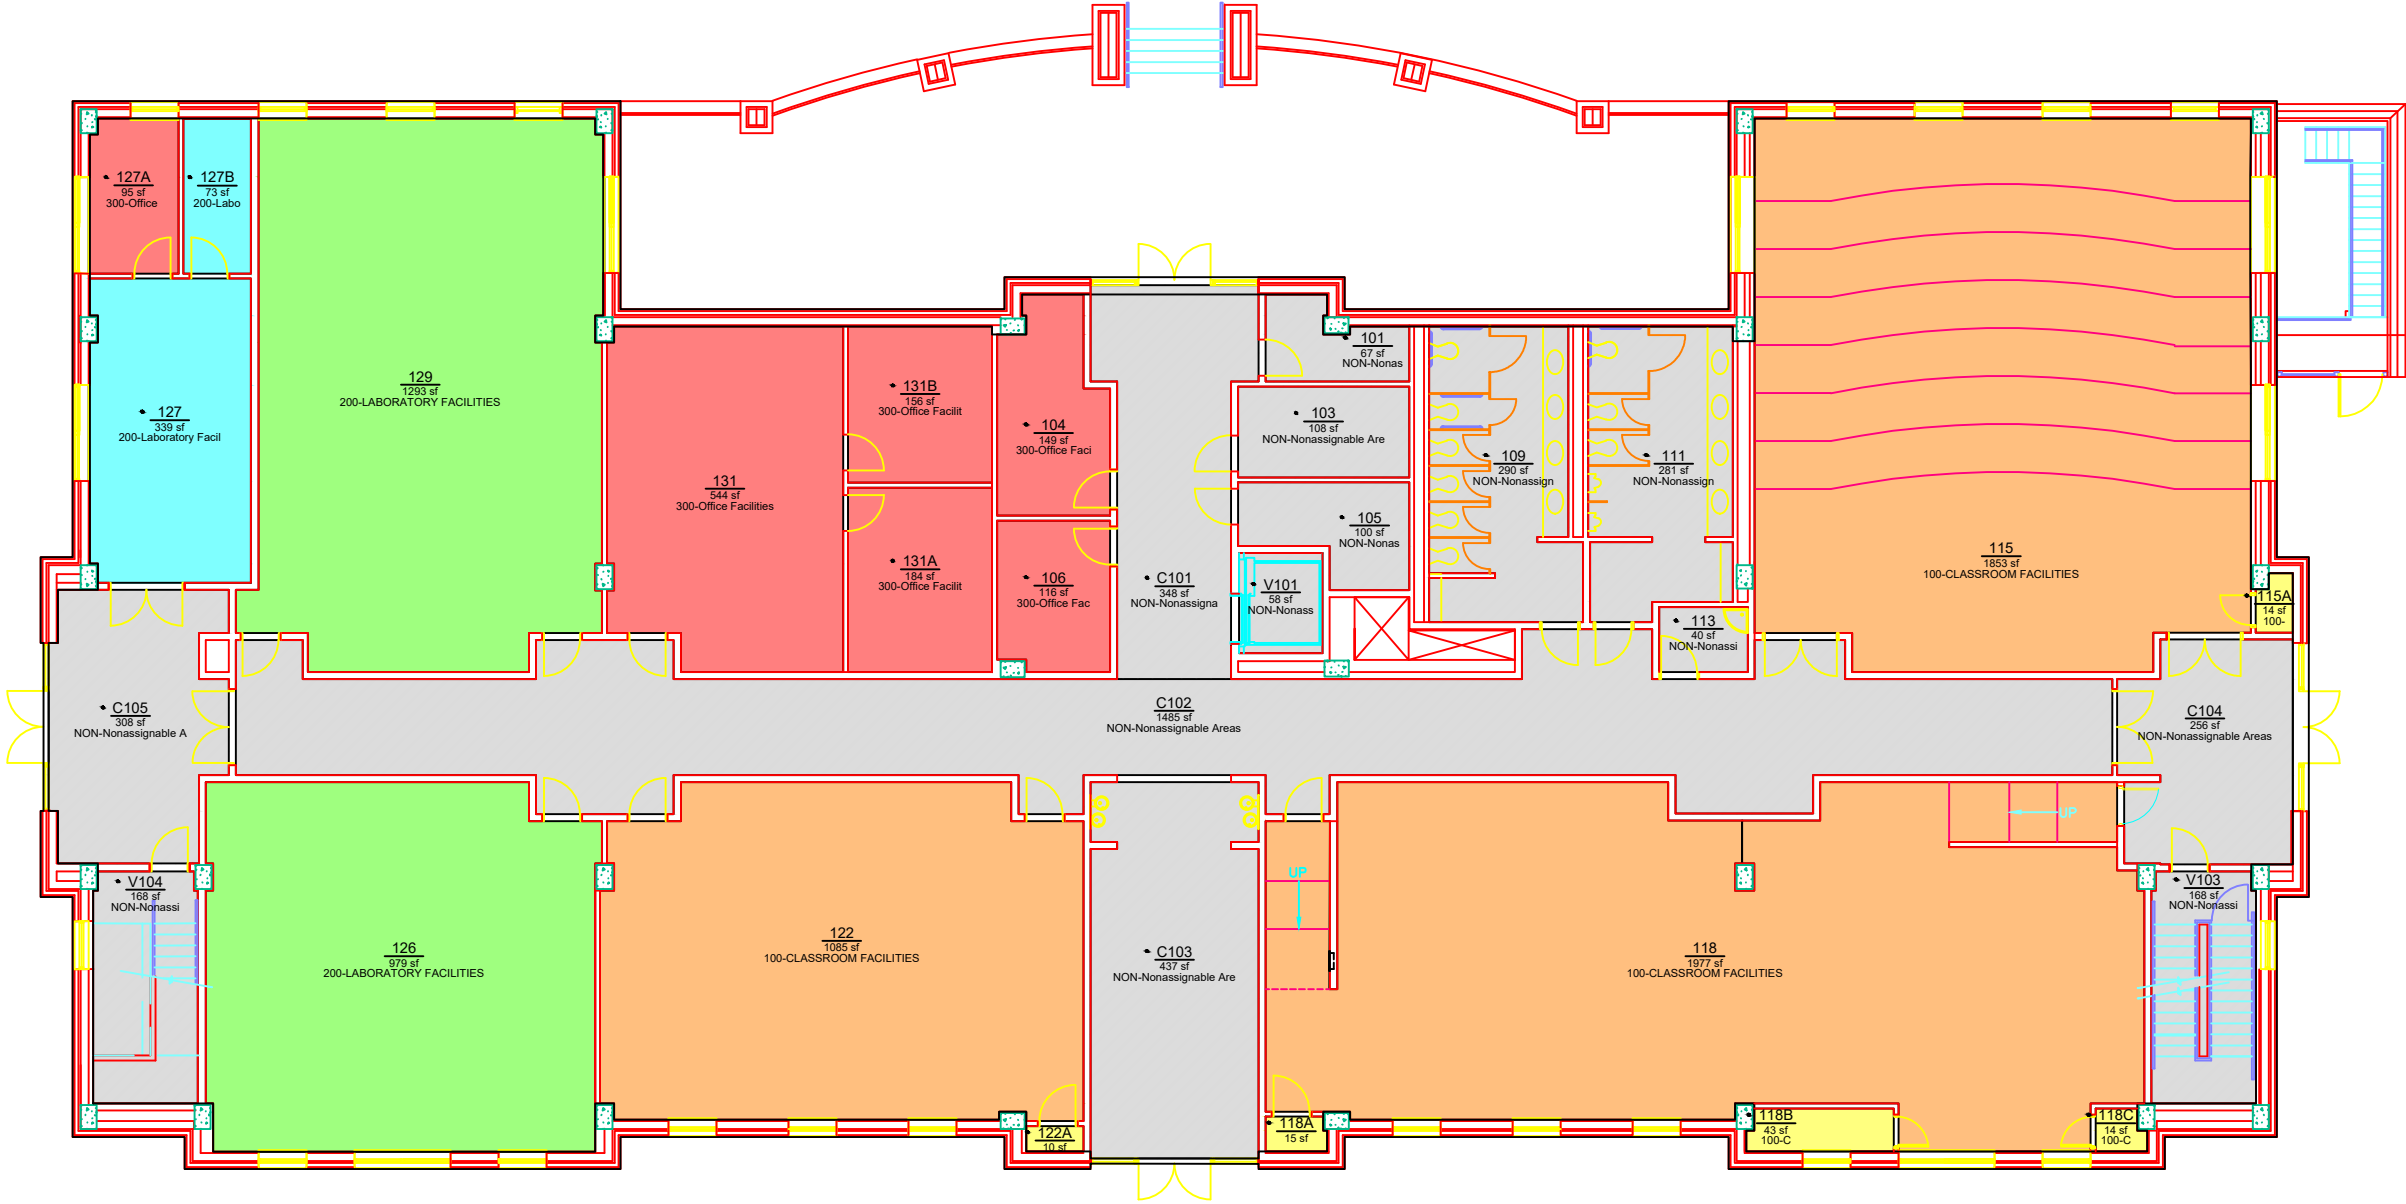 127A
95 sf
300-Office
127B
73 sf
200-Labo
129
1293 sf
200-LABORATORY FACILITIES
127
339 sf
200-Laboratory Facil
131
544 sf
300-Office Facilities
131B
156 sf
300-Office Facilit
131A
184 sf
300-Office Facilit
104
149 sf
300-Office Faci
106
116 sf
300-Office Fac
C101
348 sf
NON-Nonassigna
101
67 sf
NON-Nonas
103
108 sf
NON-Nonassignable Are
105
100 sf
NON-Nonas
V101
58 sf
NON-Nonass
109
290 sf
NON-Nonassign
111
281 sf
NON-Nonassign
113
40 sf
NON-Nonassi
115
1853 sf
100-CLASSROOM FACILITIES
115A
14 sf
100-
C105
308 sf
NON-Nonassignable A
C102
1485 sf
NON-Nonassignable Areas
C104
256 sf
NON-Nonassignable Areas
V104
168 sf
NON-Nonassi
126
979 sf
200-LABORATORY FACILITIES
122
1085 sf
100-CLASSROOM FACILITIES
122A
10 sf
C103
437 sf
NON-Nonassignable Are
UP
118A
15 sf
118
1977 sf
100-CLASSROOM FACILITIES
UP
118B
43 sf
100-C
118C
14 sf
100-C
V103
168 sf
NON-Nonassi